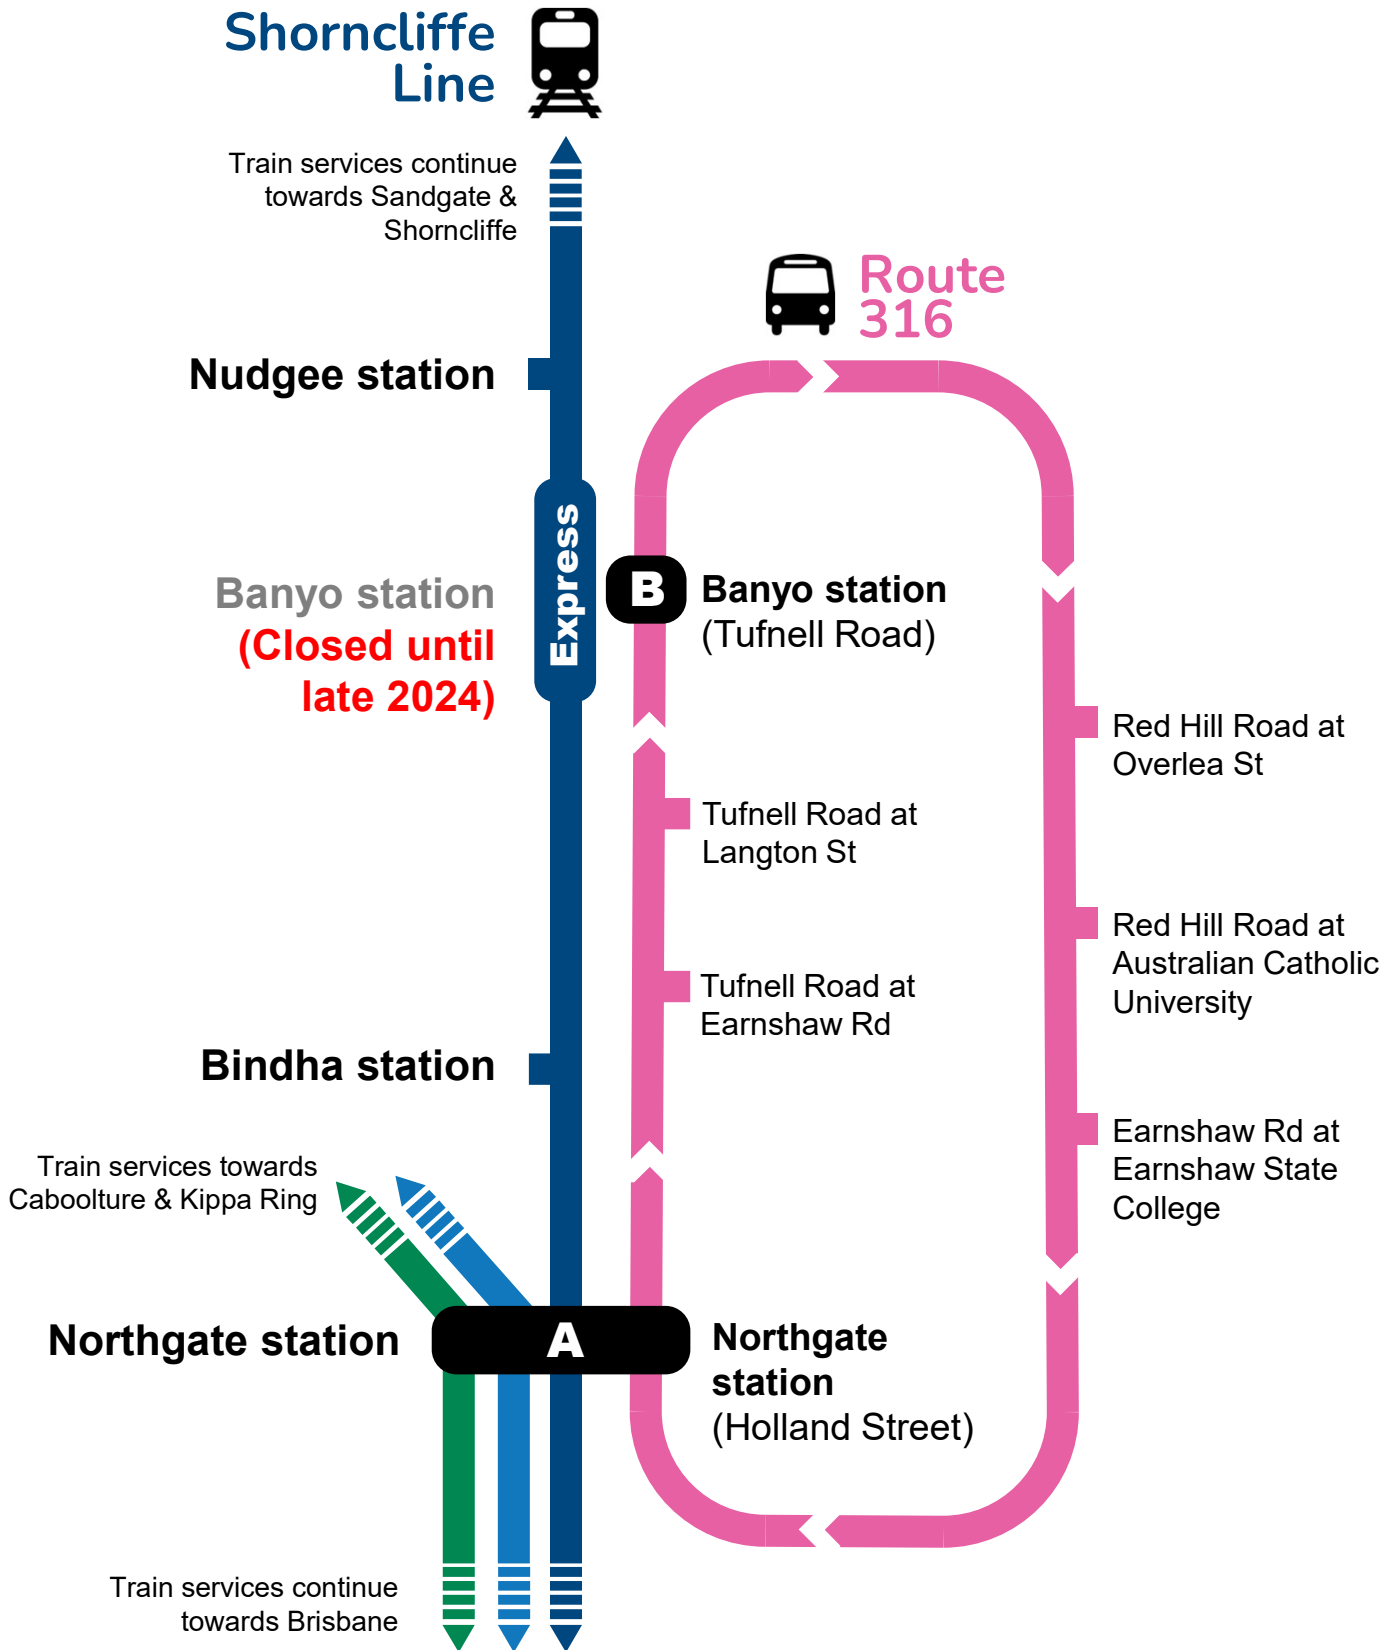 Shorncliffe
Line
Train services continue
towards Sandgate &
Shorncliffe
Route
316
Nudgee station
Express
Banyo station
(Closed until
late 2024)
B
Banyo station
(Tufnell Road)
Red Hill Road at
Overlea St
Tufnell Road at
Langton St
Red Hill Road at
Australian Catholic
University
Tufnell Road at
Earnshaw Rd
Bindha station
Earnshaw Rd at
Earnshaw State
College
Train services towards
Caboolture & Kippa Ring
Northgate station
A
Northgate
station
(Holland Street)
Train services continue
towards Brisbane